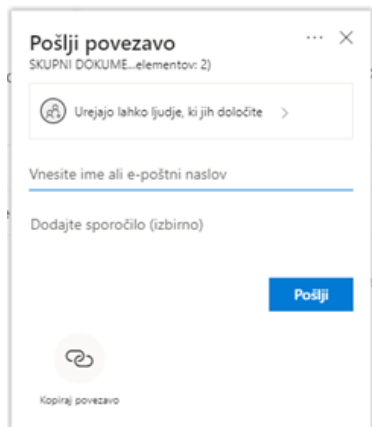 Pošlji povezavo
SKUPNI DOKUME...elementov: 2)
Urejajo lahko ljudje, ki jih določite
Vnesite ime ali e-poštni naslov
Dodajte sporočilo (izbirno)
Pošlji
Kopiraj povezavo